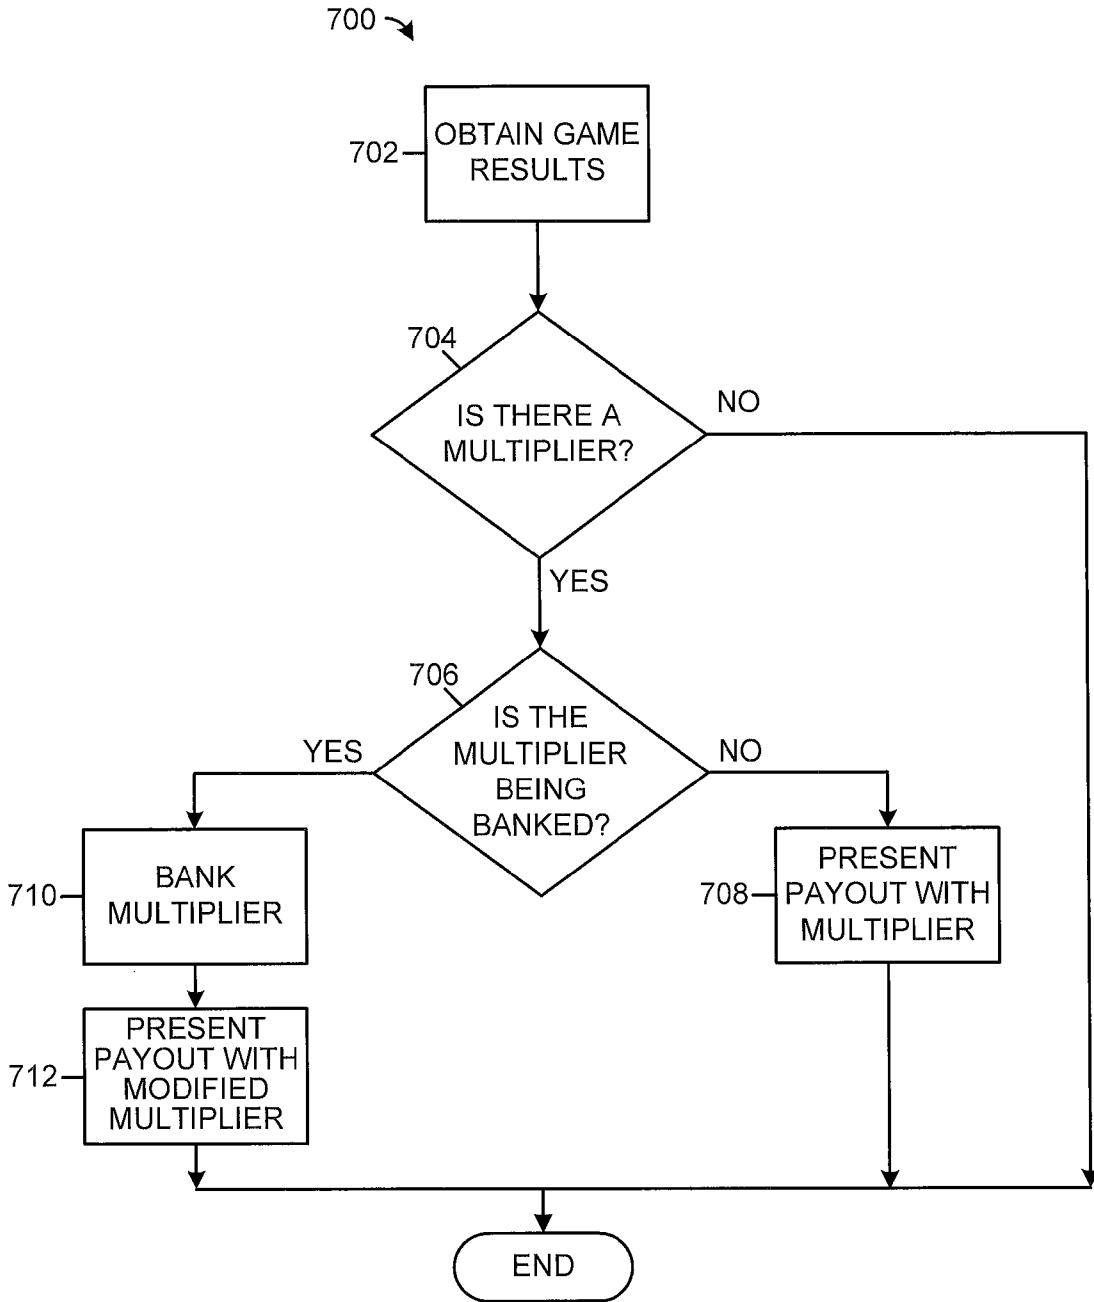 700
OBTAIN GAME
RESULTS
702
704
IS THERE A
MULTIPLIER?
NO
YES
706
IS THE
MULTIPLIER
BEING
BANKED?
YES
NO
BANK
MULTIPLIER
710
PRESENT
PAYOUT WITH
MULTIPLIER
708
PRESENT
PAYOUT WITH
MODIFIED
MULTIPLIER
712
END